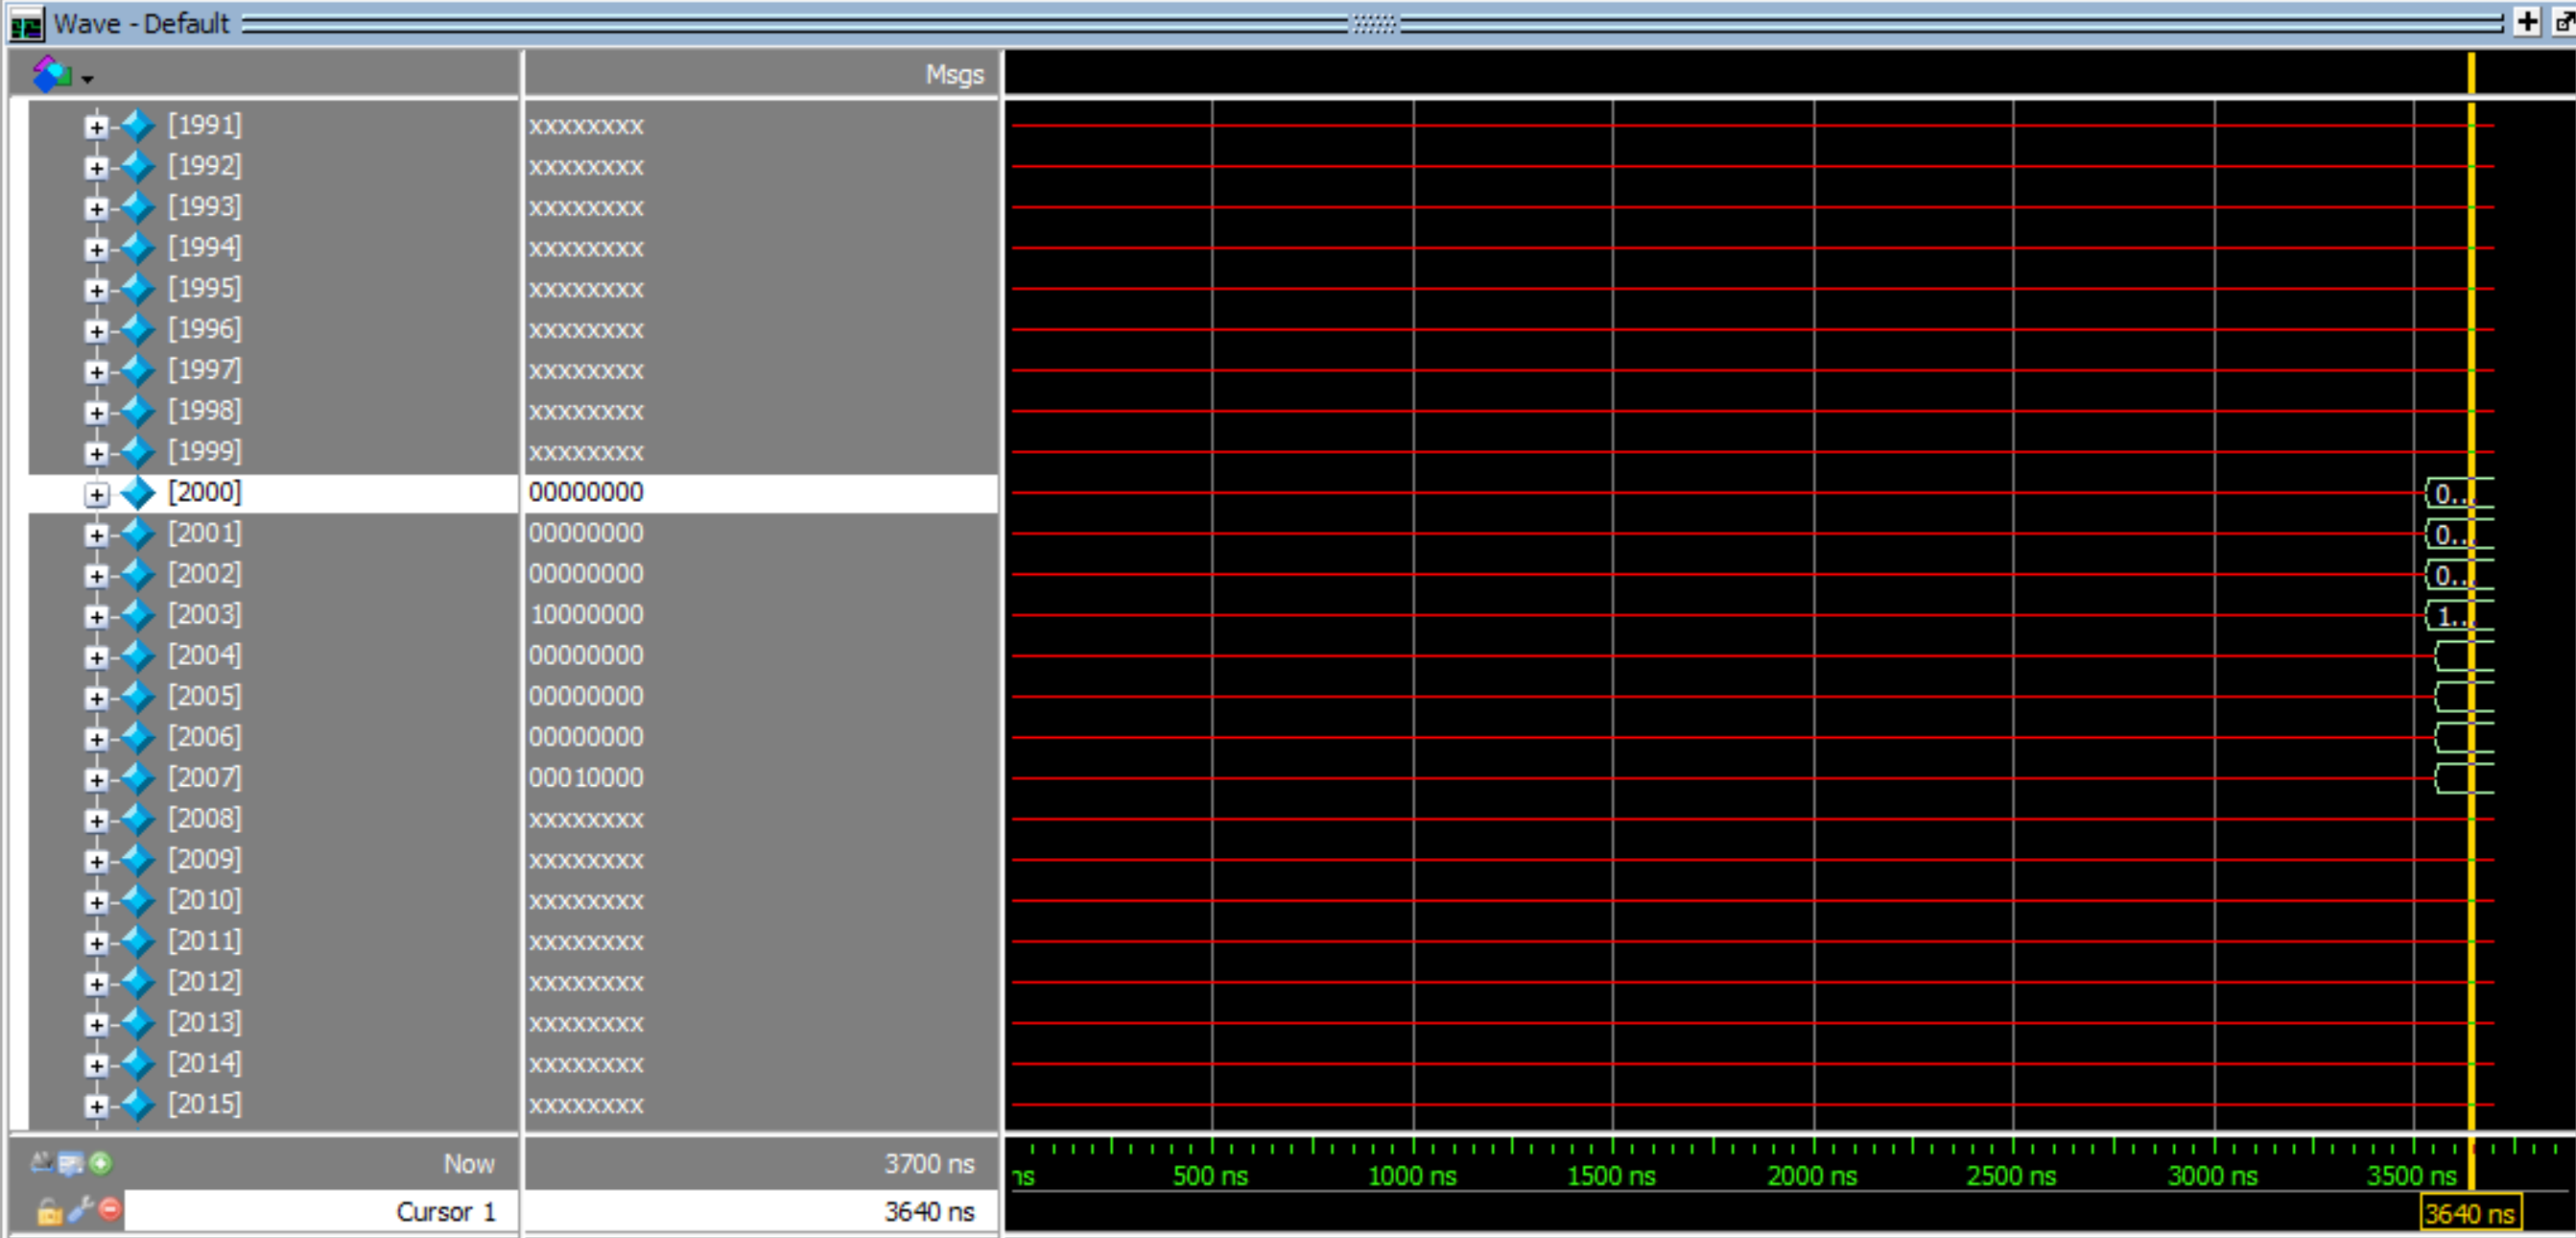 Wave - Default
Msgs
[1991] xxxxxxxx
[1992] xxxxxxxx
[1993] xxxxxxxx
[1994] xxxxxxxx
[1995] xxxxxxxx
[1996] xxxxxxxx
[1997] xxxxxxxx
[1998] xxxxxxxx
[1999] xxxxxxxx
[2000] 00000000 0...
[2001] 00000000 0...
[2002] 00000000 0...
[2003] 10000000 1...
[2004] 00000000
[2005] 00000000
[2006] 00000000
[2007] 00010000
[2008] xxxxxxxx
[2009] xxxxxxxx
[2010] xxxxxxxx
[2011] xxxxxxxx
[2012] xxxxxxxx
[2013] xxxxxxxx
[2014] xxxxxxxx
[2015] xxxxxxxx
Now 3700 ns ns 500 ns 1000 ns 1500 ns 2000 ns 2500 ns 3000 ns 3500 ns
Cursor 1 3640 ns 3640 ns